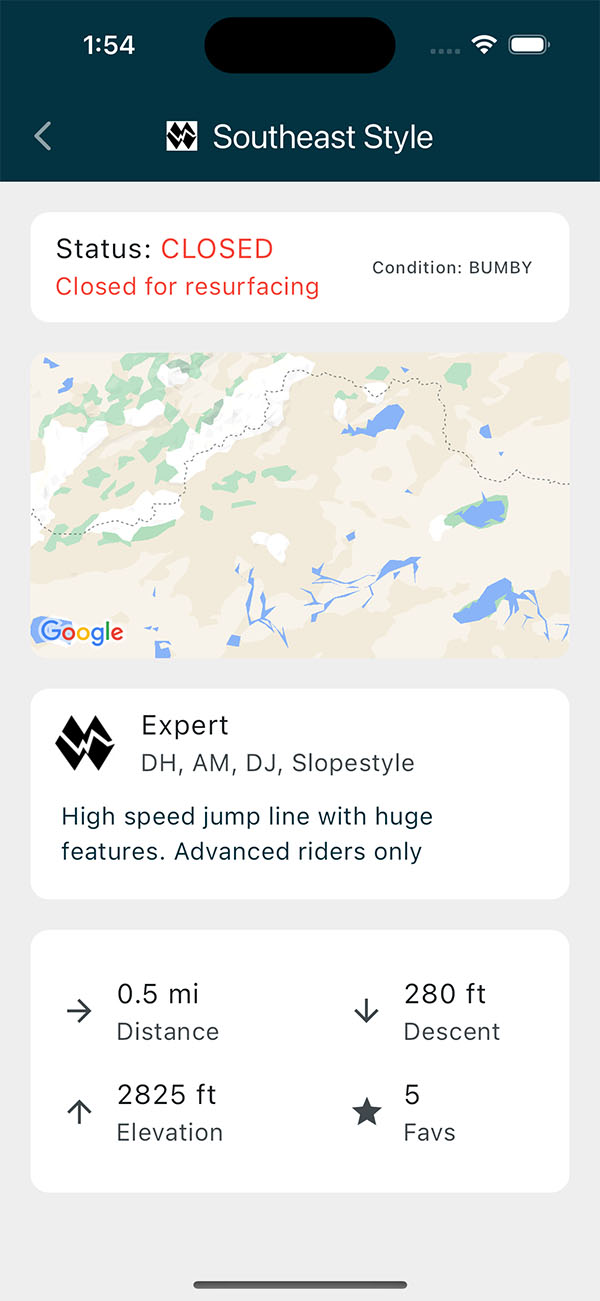 1:54
Southeast Style
Status: CLOSED
Condition: BUMBY
Closed for resurfacing
Google
Expert
DH, AM, DJ, Slopestyle
High speed jump line with huge
features. Advanced riders only
0.5 mi
Distance
280 ft
Descent
2825 ft
Elevation
5
Favs